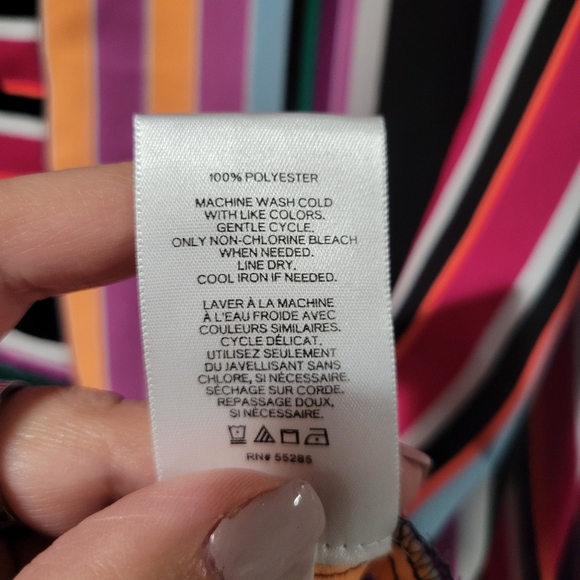 100% POLYESTER
MACHINE WASH COLD
WITH LIKE COLORS.
GENTLE CYCLE.
ONLY NON-CHLORINE BLEACH
WHEN NEEDED.
LINE DRY.
COOL IRON IF NEEDED.
LAVER À LA MACHINE
À L'EAU FROIDE AVEC
COULEURS SIMILAIRES.
CYCLE DÉLICAT.
UTILISEZ SEULEMENT
DU JAVELLISANT SANS
CHLORE, SI NÉCESSAIRE.
SÉCHAGE SUR CORDE.
REPASSAGE DOUX,
SI NÉCESSAIRE.
RN# 55285